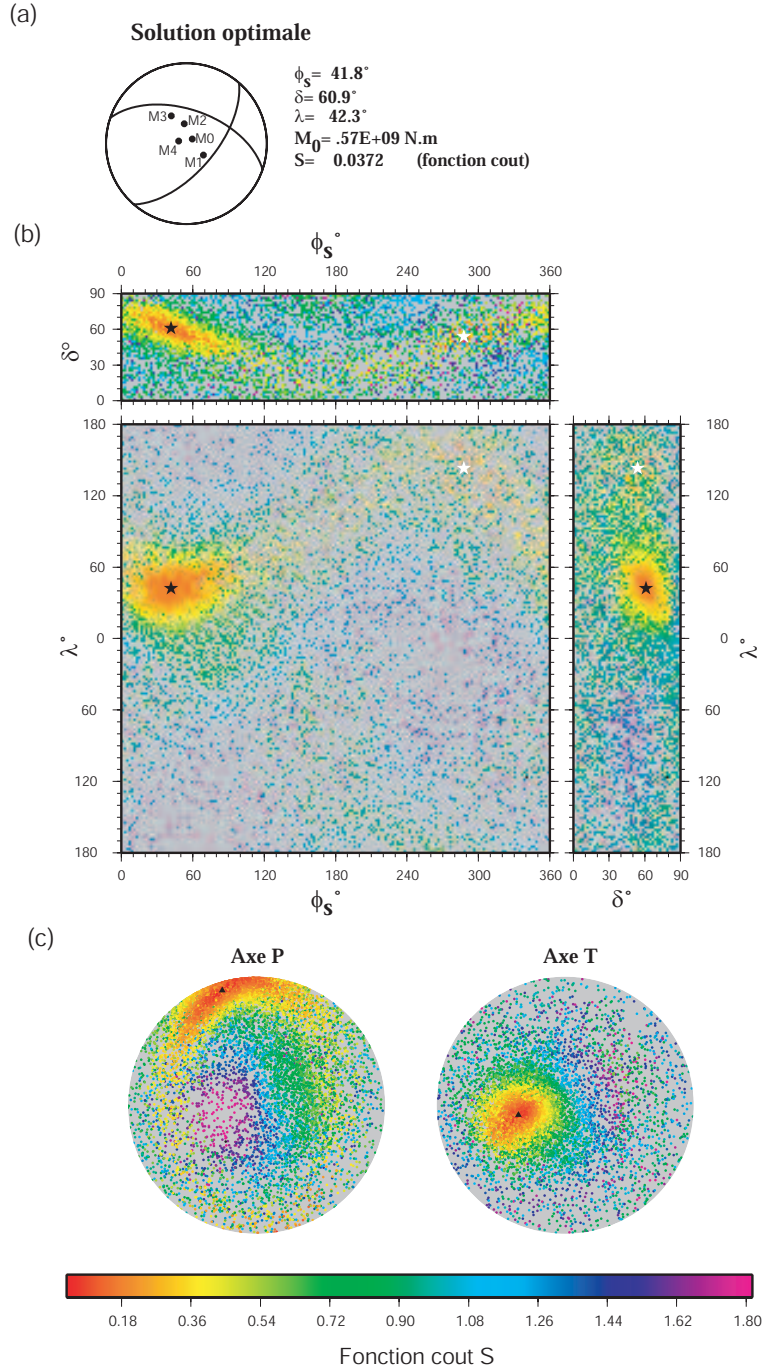 (a)
Solution optimale
ϕs= 41.8°
δ= 60.9°
λ= 42.3°
M0= .57E+09 N.m
S= 0.0372 (fonction cout)
M3
M2
M4
M0
M1
(b)
ϕs°
0 60 120 180 240 300 360
90
60
30
0
δ°
180
120
60
0
60
120
180
λ°
0 60 120 180 240 300 360
ϕs°
180
120
60
0
60
120
180
λ°
0 60 90
δ°
(c)
Axe P Axe T
0.18 0.36 0.54 0.72 0.90 1.08 1.26 1.44 1.62 1.80
Fonction cout S